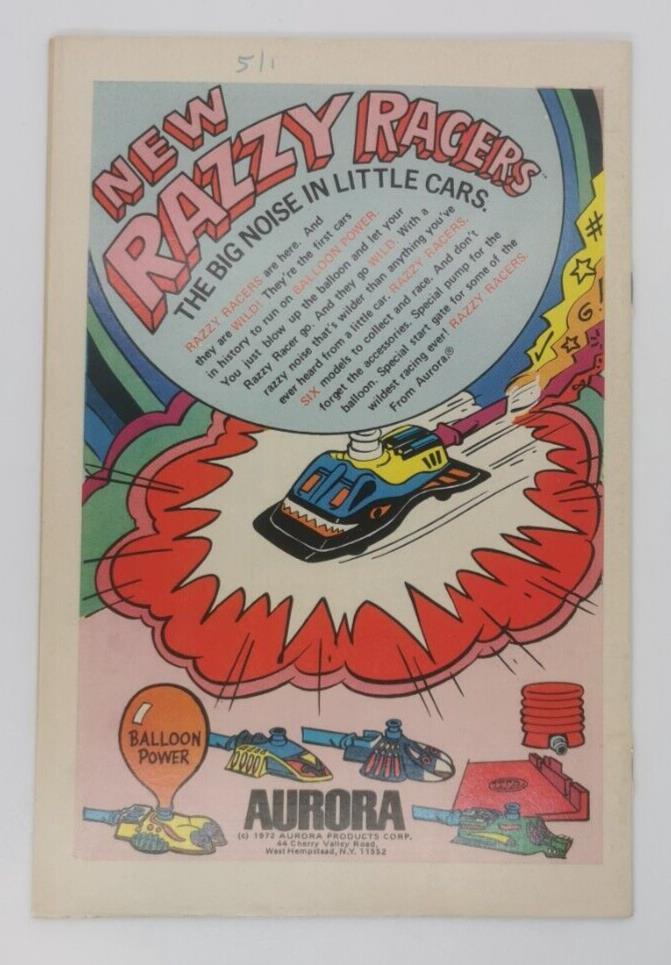 5/1
NEW
RAZZY RACERS™
THE BIG NOISE IN LITTLE CARS.
RAZZY RACERS are here. And
they are WILD! They're the first cars
in history to run on BALLOON POWER.
You just blow up the balloon and let your
Razzy Racer go. And they go WILD. With a
razzy noise that's wilder than anything you've
ever heard from a little car. RAZZY RACERS.
SIX models to collect and race. And don't
forget the accessories. Special pump for the
balloon. Special start gate for some of the
wildest racing ever! RAZZY RACERS.
From Aurora.®
#
G!
BALLOON
POWER
AURORA
(c) 1972 AURORA PRODUCTS CORP.
44 Cherry Valley Road,
West Hempstead, N.Y. 11552